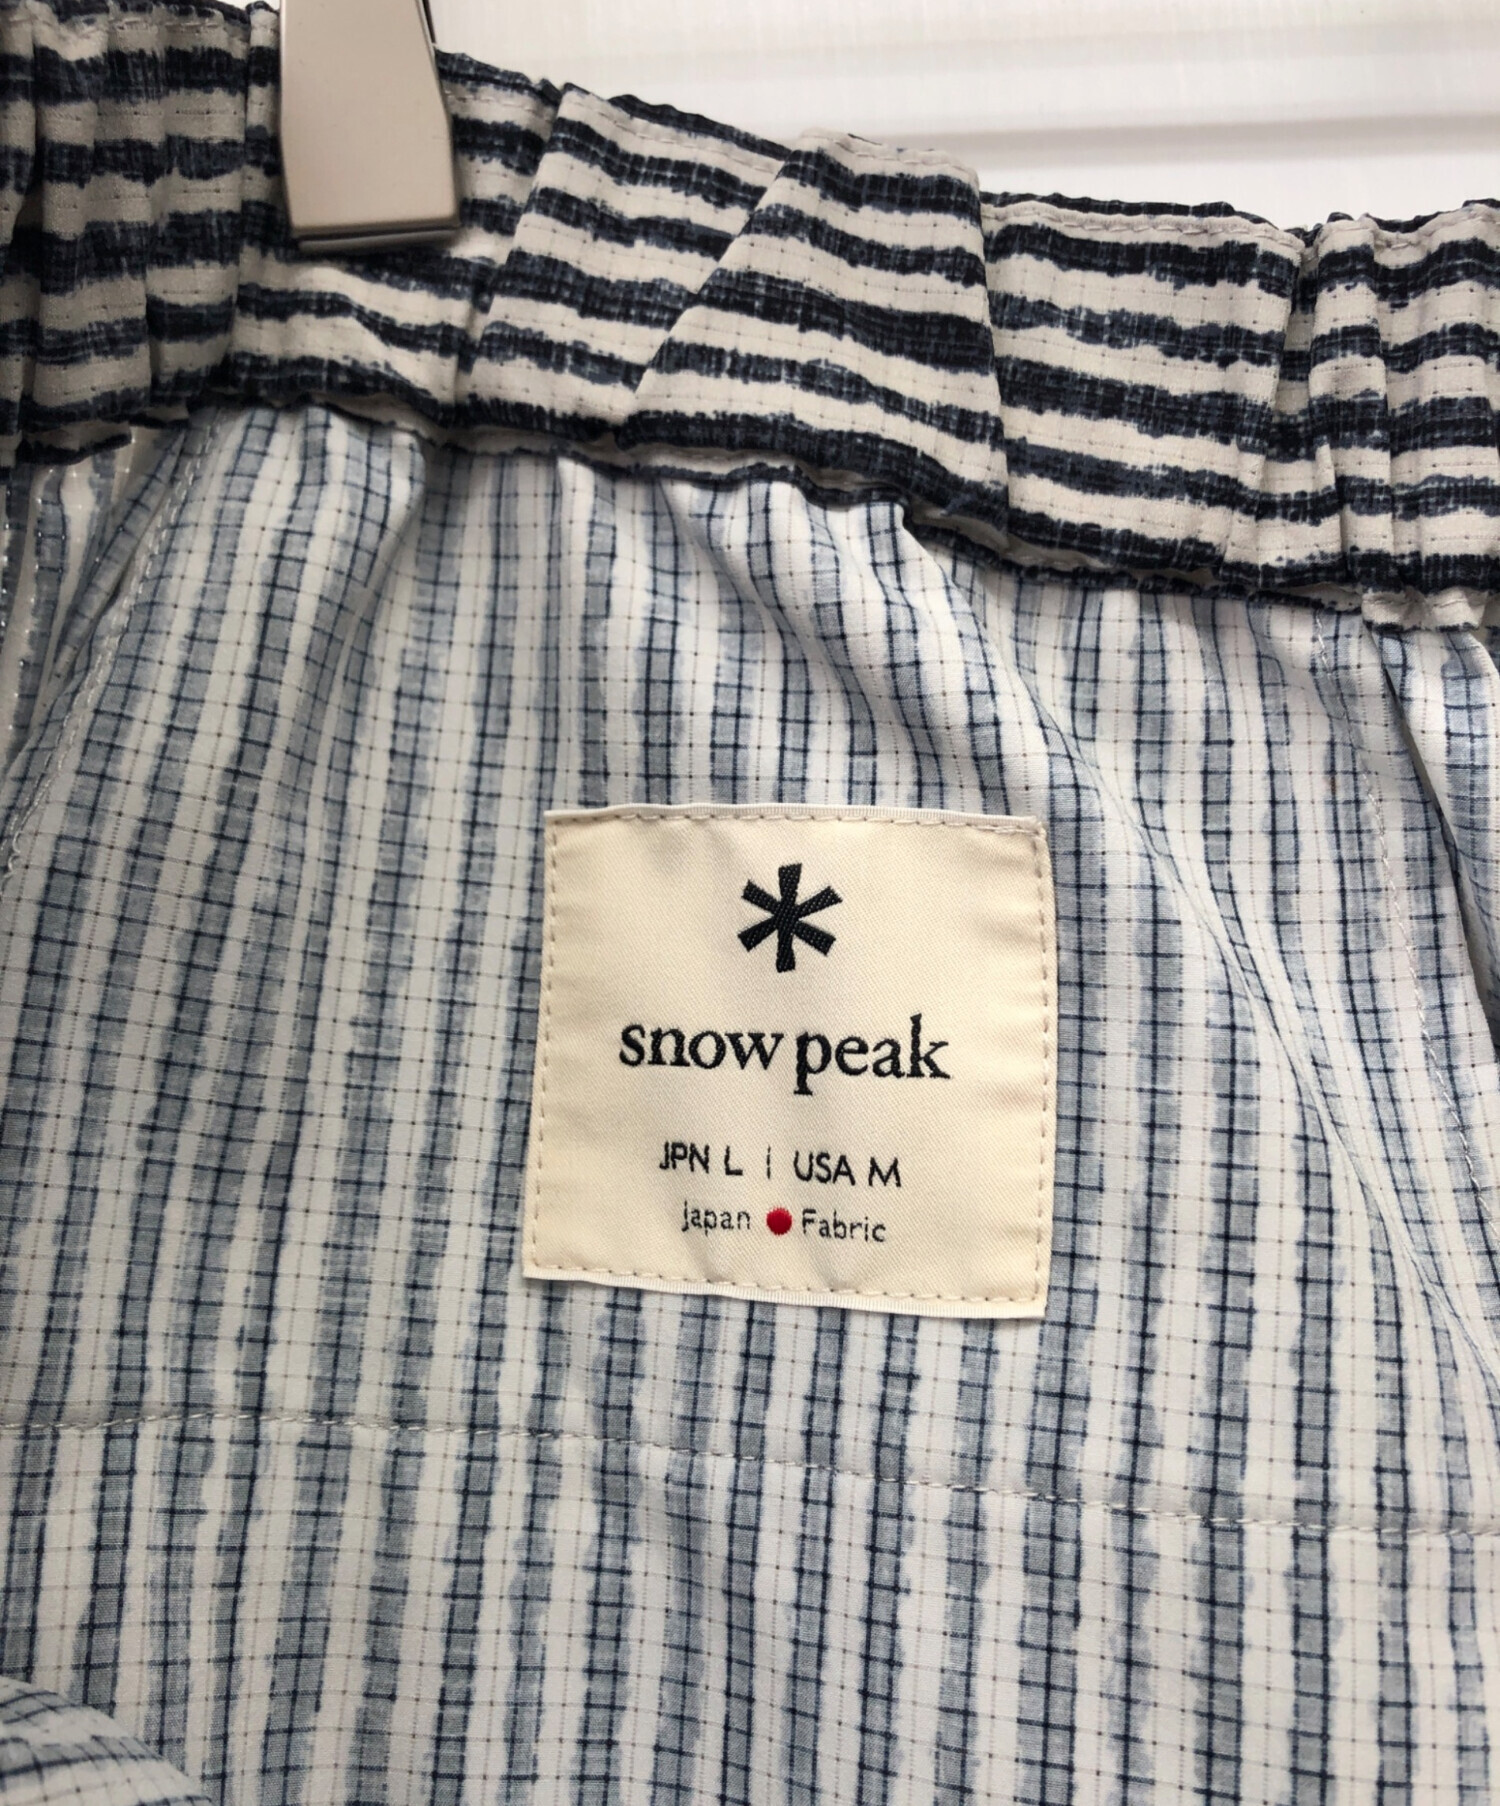 snow peak
JPN L | USA M
Japan ● Fabric